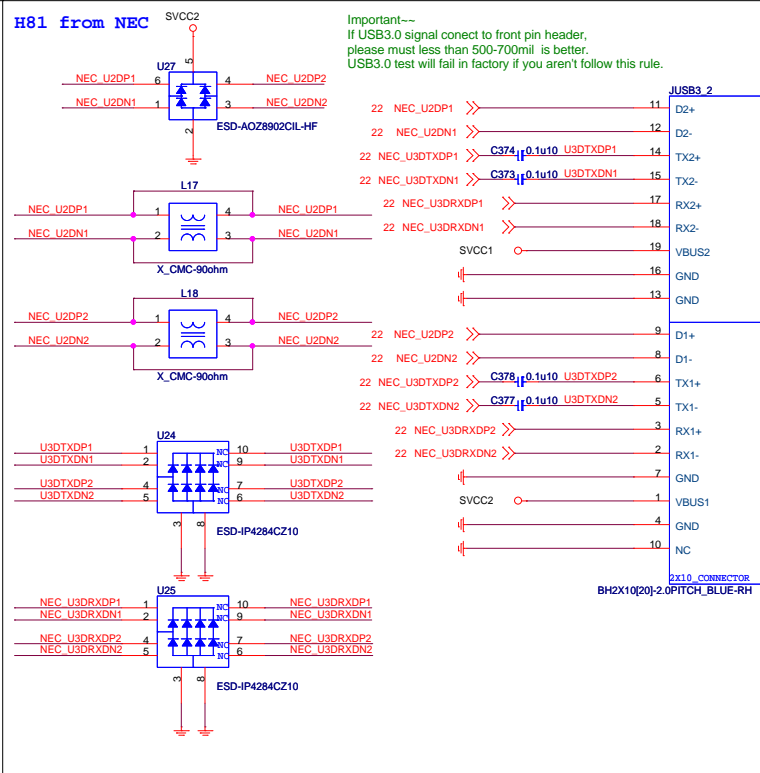 H81 from NEC
SVCC2
5
U27
NEC_U2DP1 6 4 NEC_U2DP2
NEC_U2DN1 1 3 NEC_U2DN2
2
ESD-AOZ8902CIL-HF
L17
NEC_U2DP1 1 4 NEC_U2DP1
NEC_U2DN1 2 3 NEC_U2DN1
X_CMC-90ohm
L18
NEC_U2DP2 1 4 NEC_U2DP2
NEC_U2DN2 2 3 NEC_U2DN2
X_CMC-90ohm
U24
U3DTXDP1 1 NC 10 U3DTXDP1
U3DTXDN1 2 NC 9 U3DTXDN1
U3DTXDP2 4 NC 7 U3DTXDP2
U3DTXDN2 5 NC 6 U3DTXDN2
3 8
ESD-IP4284CZ10
U25
NEC_U3DRXDP1 1 NC 10 NEC_U3DRXDP1
NEC_U3DRXDN1 2 NC 9 NEC_U3DRXDN1
NEC_U3DRXDP2 4 NC 7 NEC_U3DRXDP2
NEC_U3DRXDN2 5 NC 6 NEC_U3DRXDN2
3 8
ESD-IP4284CZ10
Important~~
If USB3.0 signal conect to front pin header,
please must less than 500-700mil is better.
USB3.0 test will fail in factory if you aren't follow this rule.
JUSB3_2
22 NEC_U2DP1 11 D2+
22 NEC_U2DN1 12 D2-
22 NEC_U3DTXDP1 C374 0.1u10 U3DTXDP1 14 TX2+
22 NEC_U3DTXDN1 C373 0.1u10 U3DTXDN1 15 TX2-
22 NEC_U3DRXDP1 17 RX2+
22 NEC_U3DRXDN1 18 RX2-
SVCC1 19 VBUS2
16 GND
13 GND
22 NEC_U2DP2 9 D1+
22 NEC_U2DN2 8 D1-
22 NEC_U3DTXDP2 C378 0.1u10 U3DTXDP2 6 TX1+
22 NEC_U3DTXDN2 C377 0.1u10 U3DTXDN2 5 TX1-
22 NEC_U3DRXDP2 3 RX1+
22 NEC_U3DRXDN2 2 RX1-
7 GND
SVCC2 1 VBUS1
4 GND
10 NC
2X10_CONNECTOR
BH2X10[20]-2.0PITCH_BLUE-RH